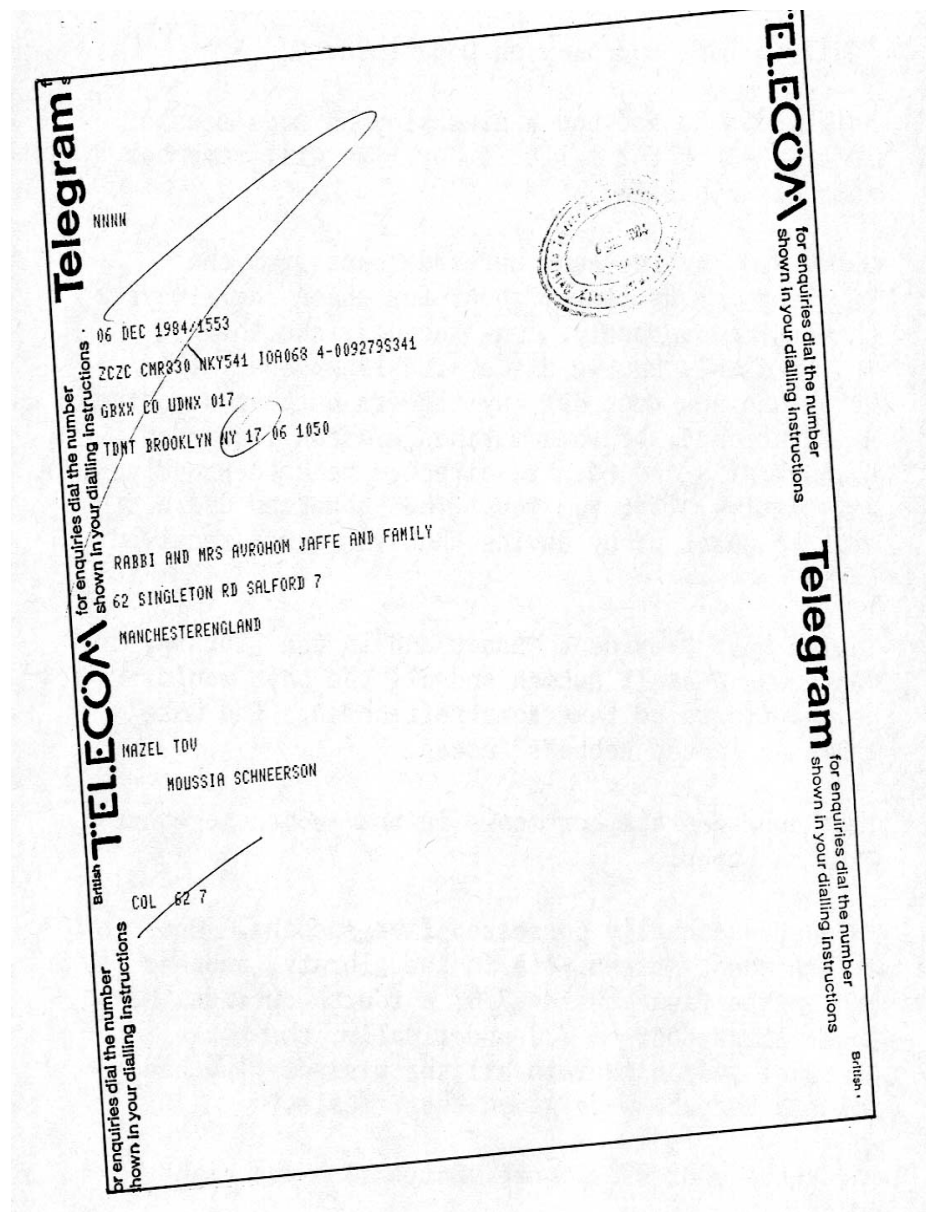 Telegram
for enquiries dial the number
shown in your dialling instructions
British TELECOM
for enquiries dial the number
shown in your dialling instructions
NNNN
06 DEC 1984/1553
ZCZC CMR330 NKY541 IOA068 4-009279S341
GBXX CO UDNX 017
TDMT BROOKLYN NY 17 06 1050
RABBI AND MRS AVROHOM JAFFE AND FAMILY
62 SINGLETON RD SALFORD 7
MANCHESTERENGLAND
MAZEL TOV
MOUSSIA SCHNEERSON
COL 62 7
TELECOM
for enquiries dial the number
shown in your dialling instructions
Telegram
for enquiries dial the number
shown in your dialling instructions
British